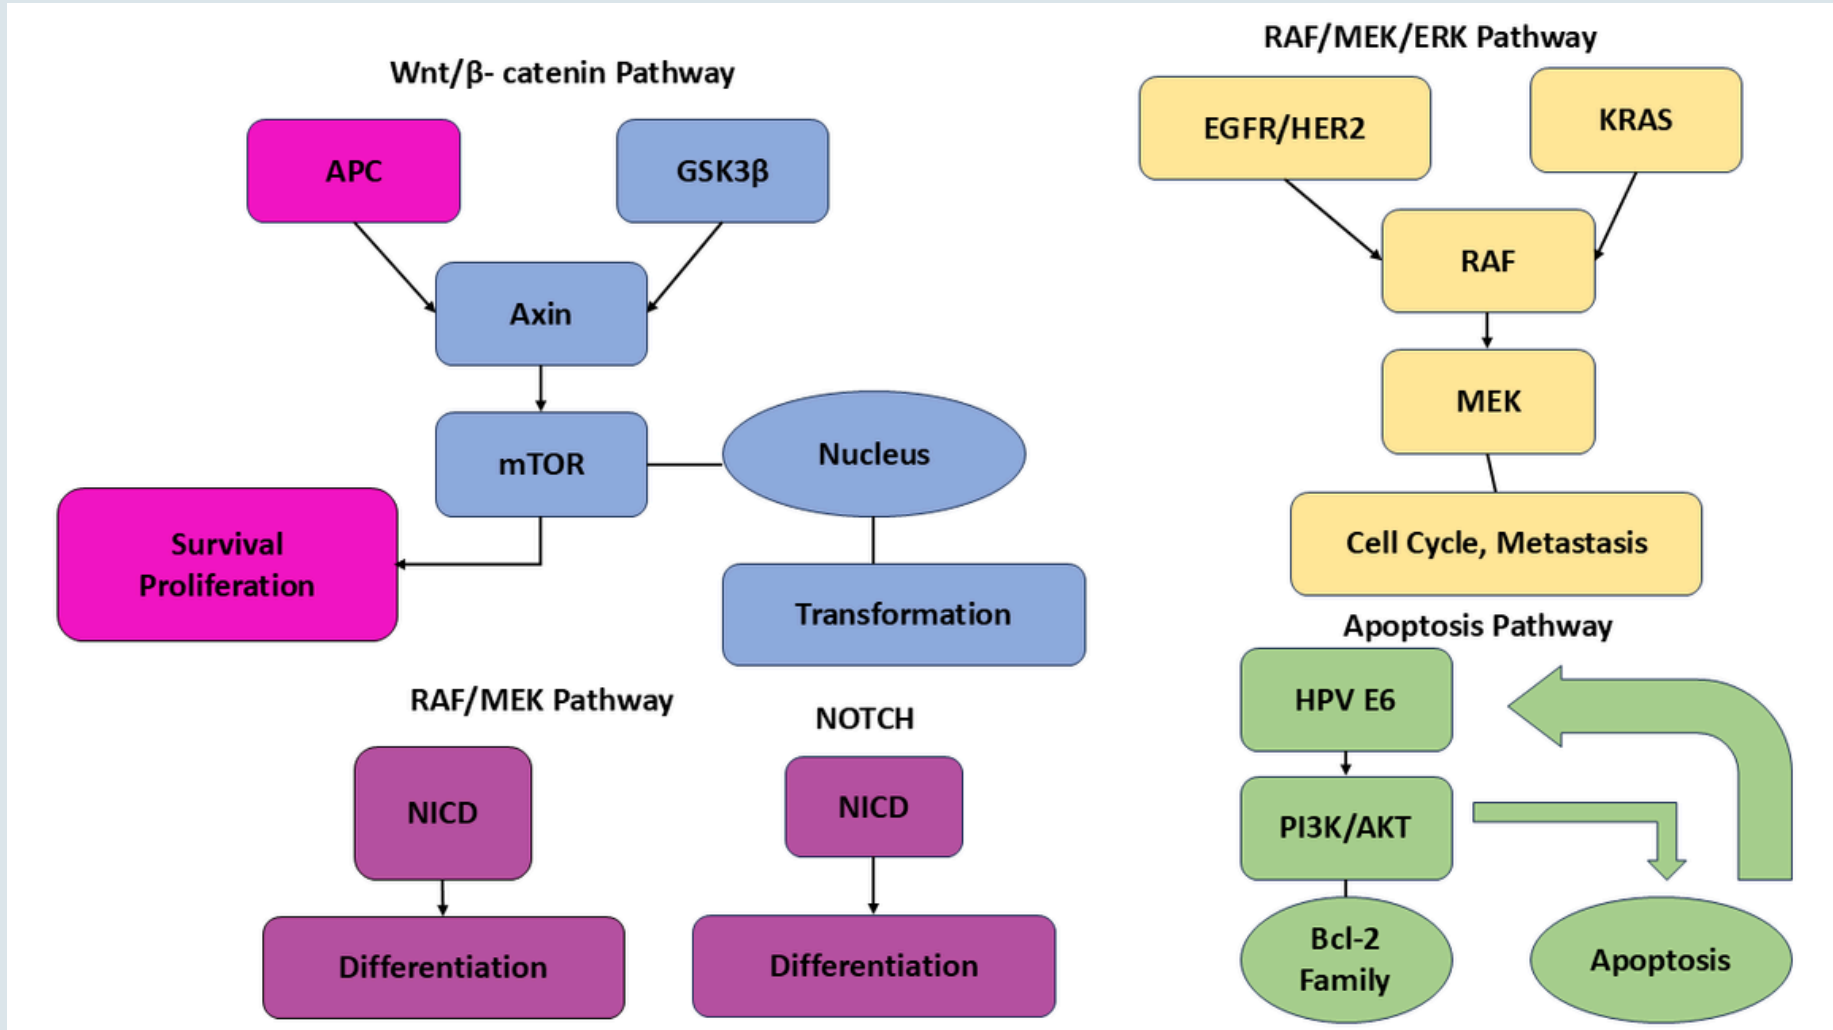 Wnt/β- catenin Pathway
APC
GSK3β
Axin
mTOR
Nucleus
Survival
Proliferation
Transformation
RAF/MEK/ERK Pathway
EGFR/HER2
KRAS
RAF
MEK
Cell Cycle, Metastasis
RAF/MEK Pathway
NICD
Differentiation
NOTCH
NICD
Differentiation
Apoptosis Pathway
HPV E6
PI3K/AKT
Bcl-2
Family
Apoptosis